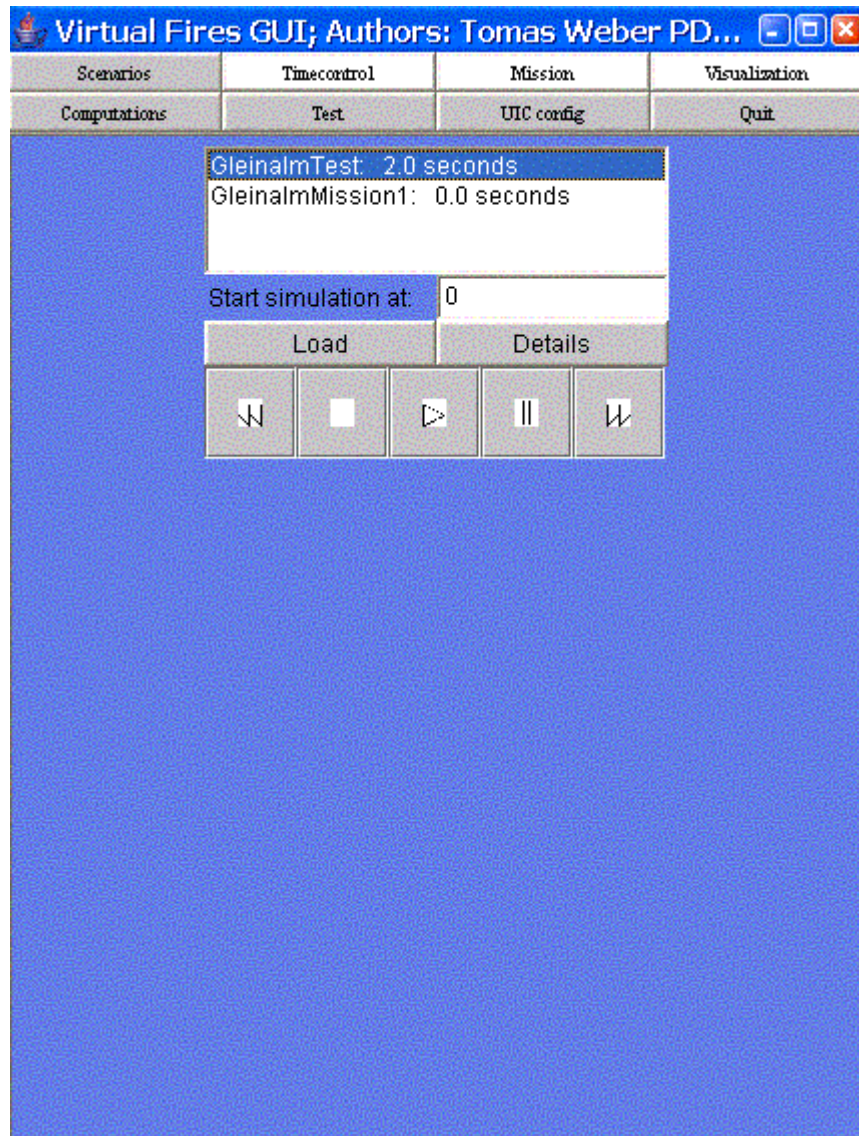 Virtual Fires GUI; Authors: Tomas Weber PD...
Scenarios Timecontrol Mission Visualization
Computations Test UIC config Quit
GleinalmTest: 2.0 seconds
GleinalmMission1: 0.0 seconds
Start simulation at: 0
Load Details